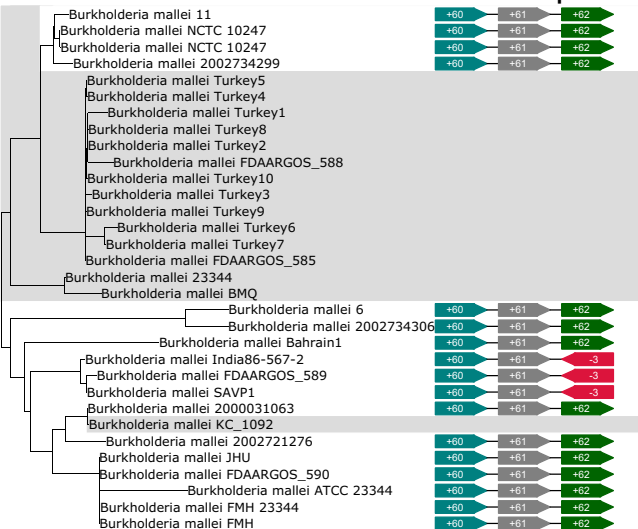 Burkholderia mallei 11 +60 +61 +62
Burkholderia mallei NCTC 10247 +60 +61 +62
Burkholderia mallei NCTC 10247 +60 +61 +62
Burkholderia mallei 2002734299 +60 +61 +62
Burkholderia mallei Turkey5
Burkholderia mallei Turkey4
Burkholderia mallei Turkey1
Burkholderia mallei Turkey8
Burkholderia mallei Turkey2
Burkholderia mallei FDAARGOS_588
Burkholderia mallei Turkey10
Burkholderia mallei Turkey3
Burkholderia mallei Turkey9
Burkholderia mallei Turkey6
Burkholderia mallei Turkey7
Burkholderia mallei FDAARGOS_585
Burkholderia mallei 23344
Burkholderia mallei BMQ
Burkholderia mallei 6 +60 +61 +62
Burkholderia mallei 2002734306 +60 +61 +62
Burkholderia mallei Bahrain1 +60 +61 +62
Burkholderia mallei India86-567-2 +60 +61 -3
Burkholderia mallei FDAARGOS_589 +60 +61 -3
Burkholderia mallei SAVP1 +60 +61 -3
Burkholderia mallei 2000031063 +60 +61 +62
Burkholderia mallei KC_1092
Burkholderia mallei 2002721276 +60 +61 +62
Burkholderia mallei JHU +60 +61 +62
Burkholderia mallei FDAARGOS_590 +60 +61 +62
Burkholderia mallei ATCC 23344 +60 +61 +62
Burkholderia mallei FMH 23344 +60 +61 +62
Burkholderia mallei FMH +60 +61 +62